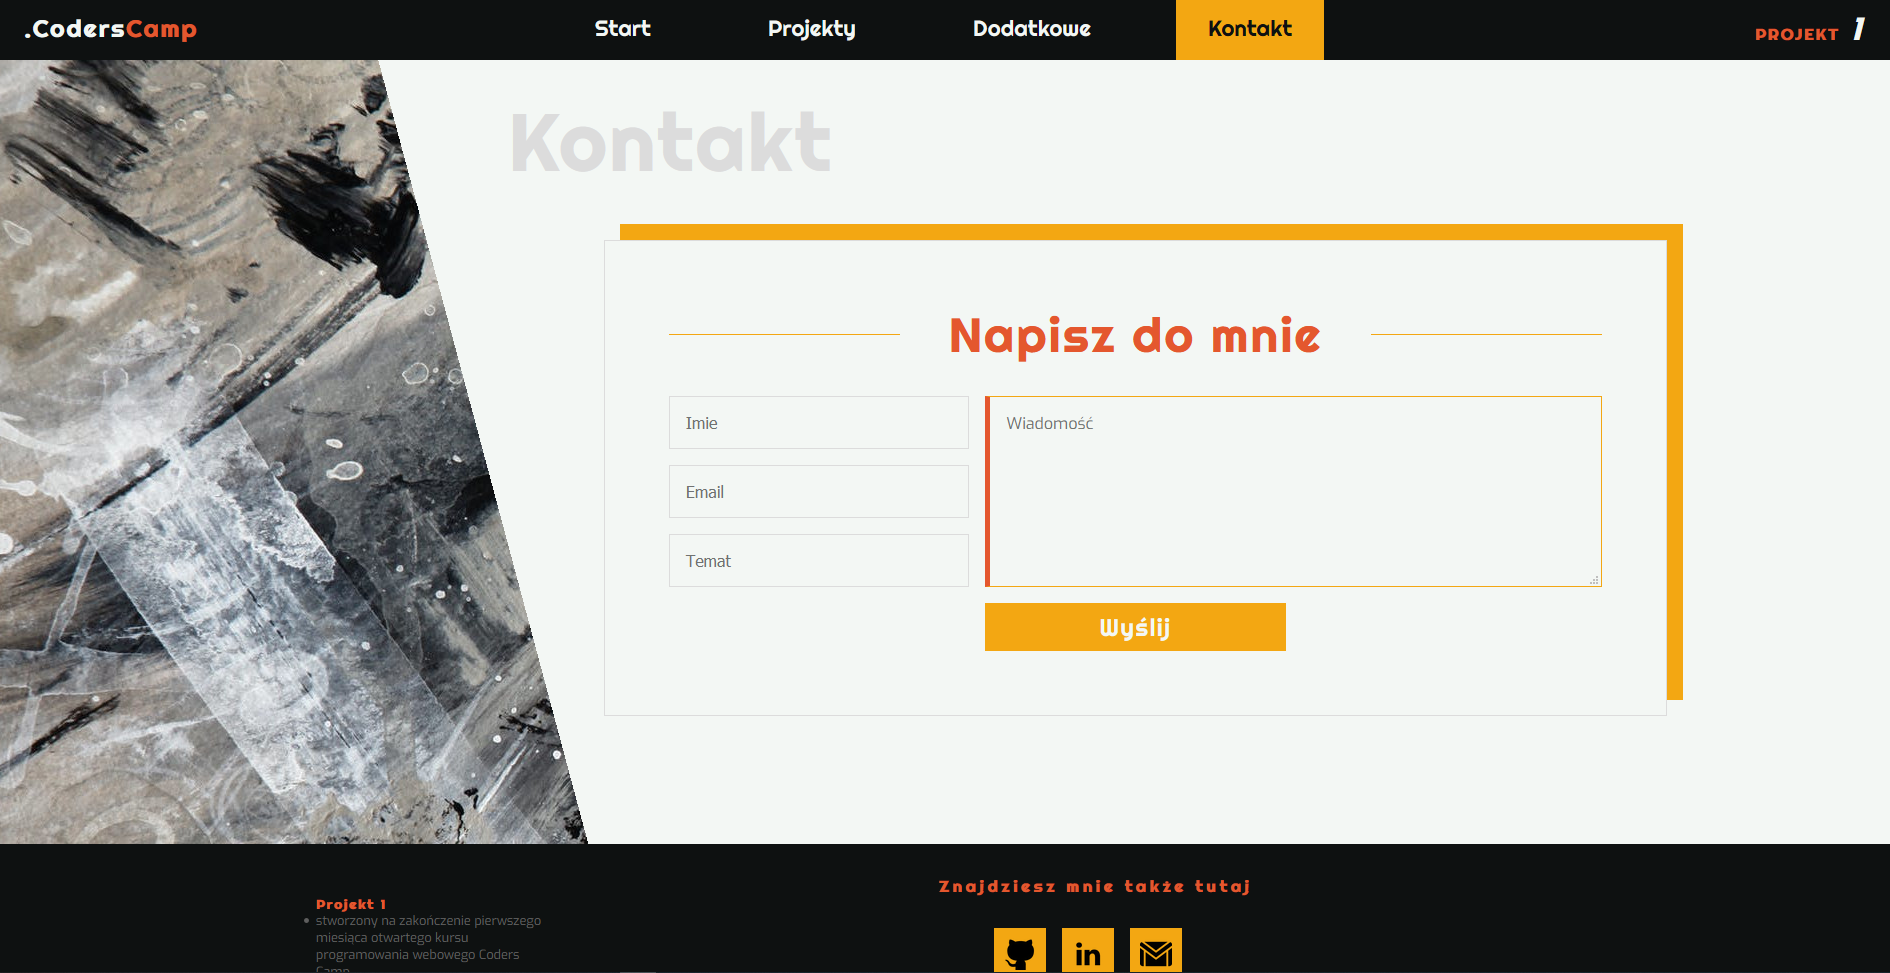 .CodersCamp
Start
Projekty
Dodatkowe
Kontakt
PROJEKT 1
Kontakt
Napisz do mnie
Imie
Email
Temat
Wiadomość
Wyślij
Znajdziesz mnie także tutaj
Projekt 1
stworzony na zakończenie pierwszego
miesiąca otwartego kursu
programowania webowego Coders
Camp
in